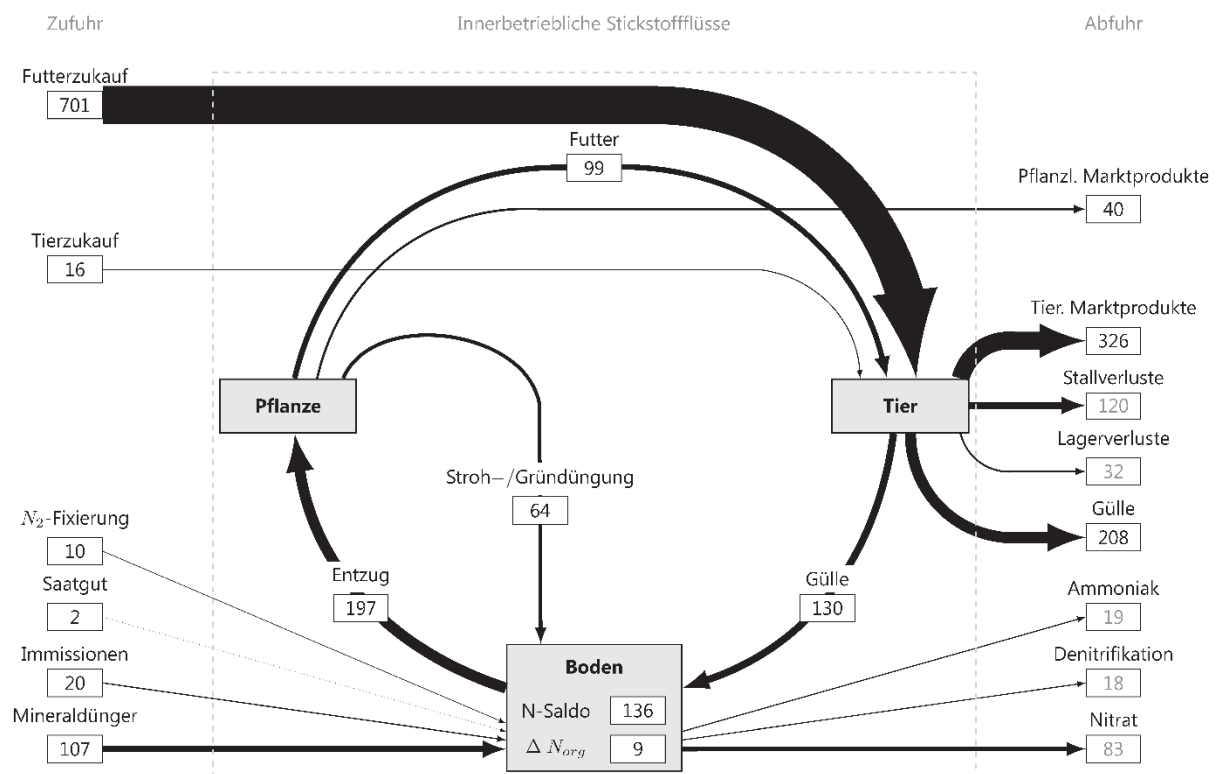 Zufuhr
Innerbetriebliche Stickstoffflüsse
Abfuhr
Futterzukauf
701
Futter
99
Pflanzl. Marktprodukte
40
Tierzukauf
16
Tier. Marktprodukte
326
Pflanze
Tier
Stallverluste
120
Lagerverluste
32
Stroh–/Gründüngung
64
Gülle
208
N₂-Fixierung
10
Entzug
197
Gülle
130
Saatgut
2
Ammoniak
19
Immissionen
20
Boden
N-Saldo 136
Δ N_org 9
Denitrifikation
18
Mineraldünger
107
Nitrat
83